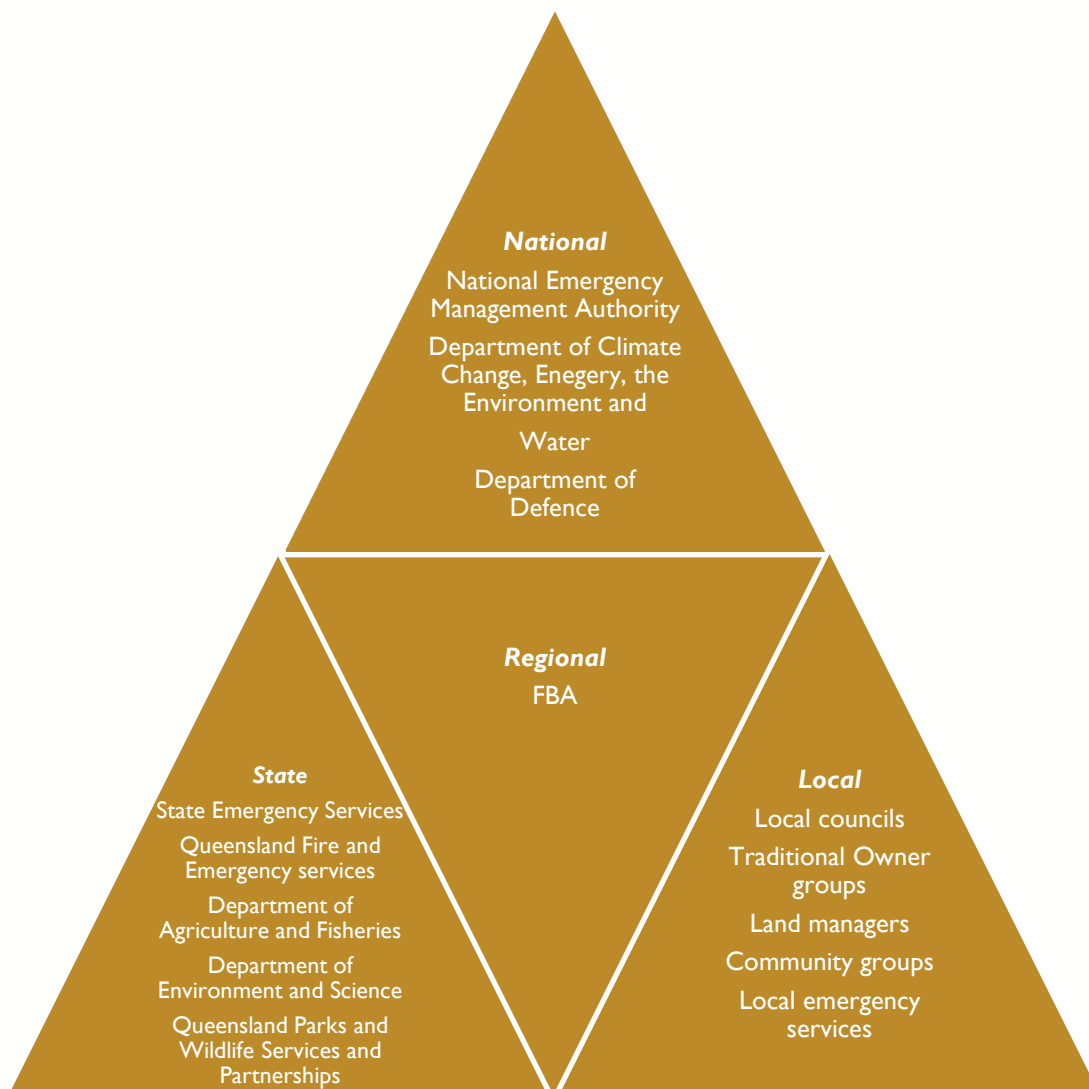 National
National Emergency
Management Authority
Department of Climate
Change, Enegery, the
Environment and
Water
Department of
Defence
Regional
FBA
State
State Emergency Services
Queensland Fire and
Emergency services
Department of
Agriculture and Fisheries
Department of
Environment and Science
Queensland Parks and
Wildlife Services and
Partnerships
Local
Local councils
Traditional Owner
groups
Land managers
Community groups
Local emergency
services